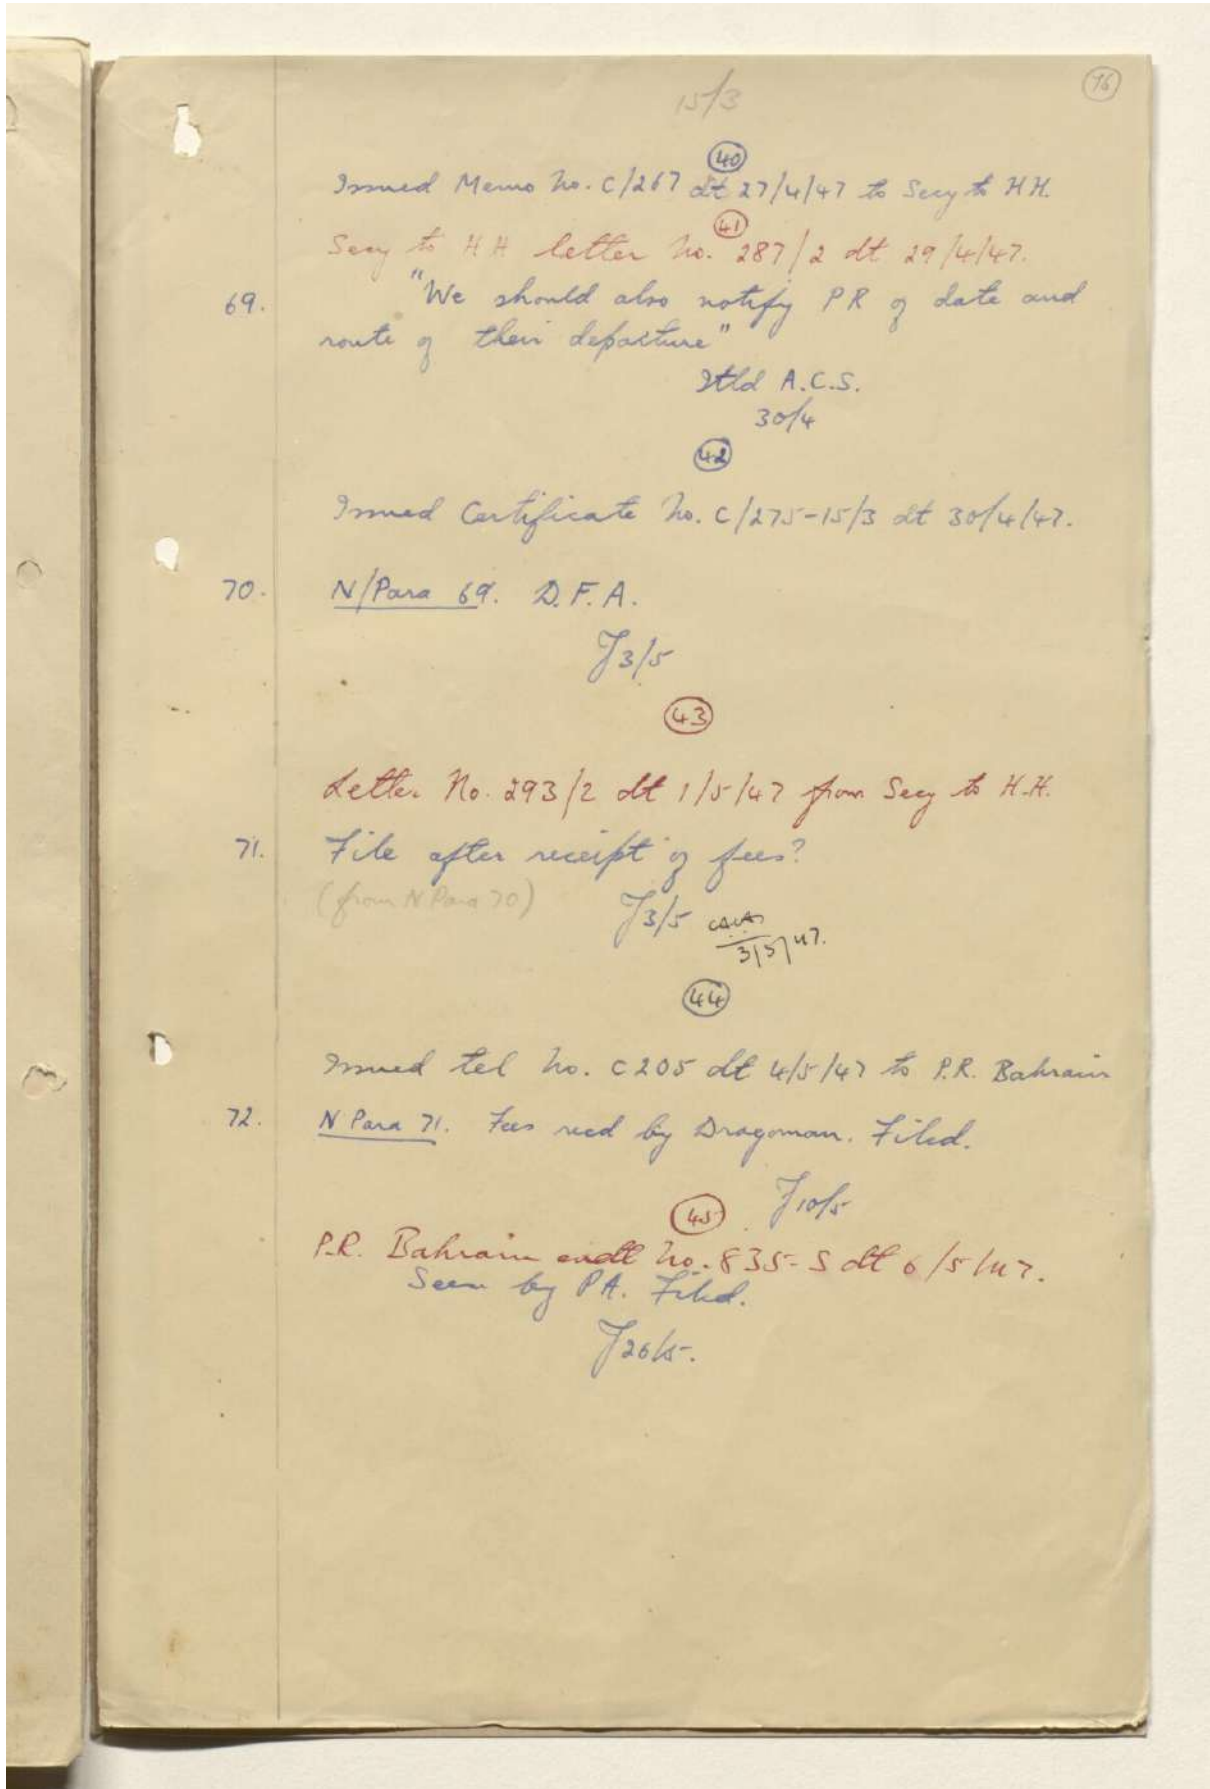 76
15/3
40
Issued Memo No. C/267 dt 27/4/47 to Secy to HH.
41
Secy to HH letter No. 287/2 dt 29/4/47.
69. "We should also notify PR of date and
route of their departure"
Itld A.C.S.
30/4
42
Issued Certificate No. C/275-15/3 dt 30/4/47.
70. N/Para 69. D.F.A.
J 3/5
43
Letter No. 293/2 dt 1/5/47 from Secy to H.H.
71. File after receipt of fees?
(from N Para 70)
J 3/5
3/5/47.
44
Issued tel No. C205 dt 4/5/47 to P.R. Bahrain
72. N Para 71. Fees recd by Dragoman. Filed.
J 10/5
45
P.R. Bahrain endt No. 835-S dt 6/5/47.
Seen by PA. Filed.
J 26/5.